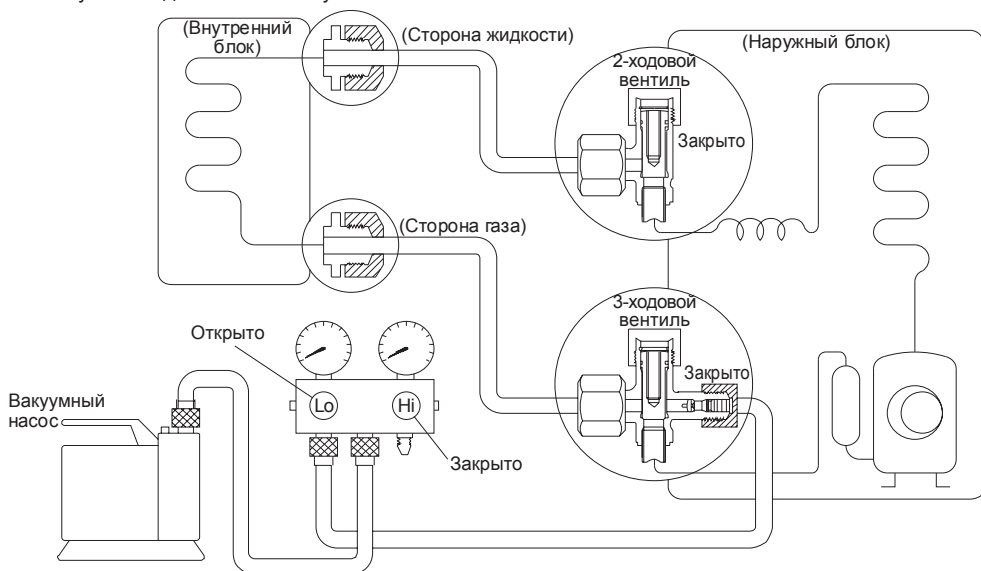 (Внутренний
блок)
(Сторона жидкости)
2-ходовой
вентиль
(Наружный блок)
Закрыто
(Сторона газа)
3-ходовой
вентиль
Открыто
Закрыто
Вакуумный
насос
Lo
Hi
Закрыто